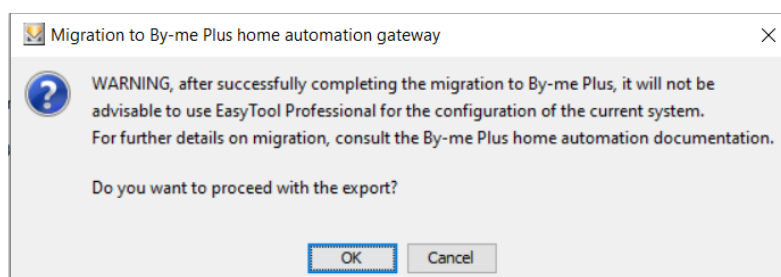 Migration to By-me Plus home automation gateway
WARNING, after successfully completing the migration to By-me Plus, it will not be
advisable to use EasyTool Professional for the configuration of the current system.
For further details on migration, consult the By-me Plus home automation documentation.
Do you want to proceed with the export?
OK Cancel